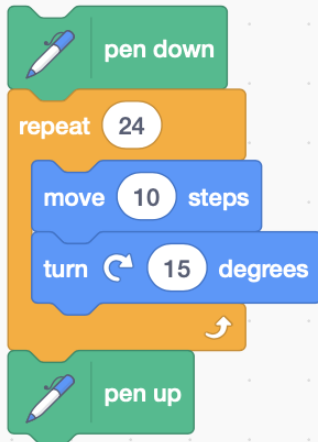 pen down
repeat 24
move 10 steps
turn 15 degrees
pen up